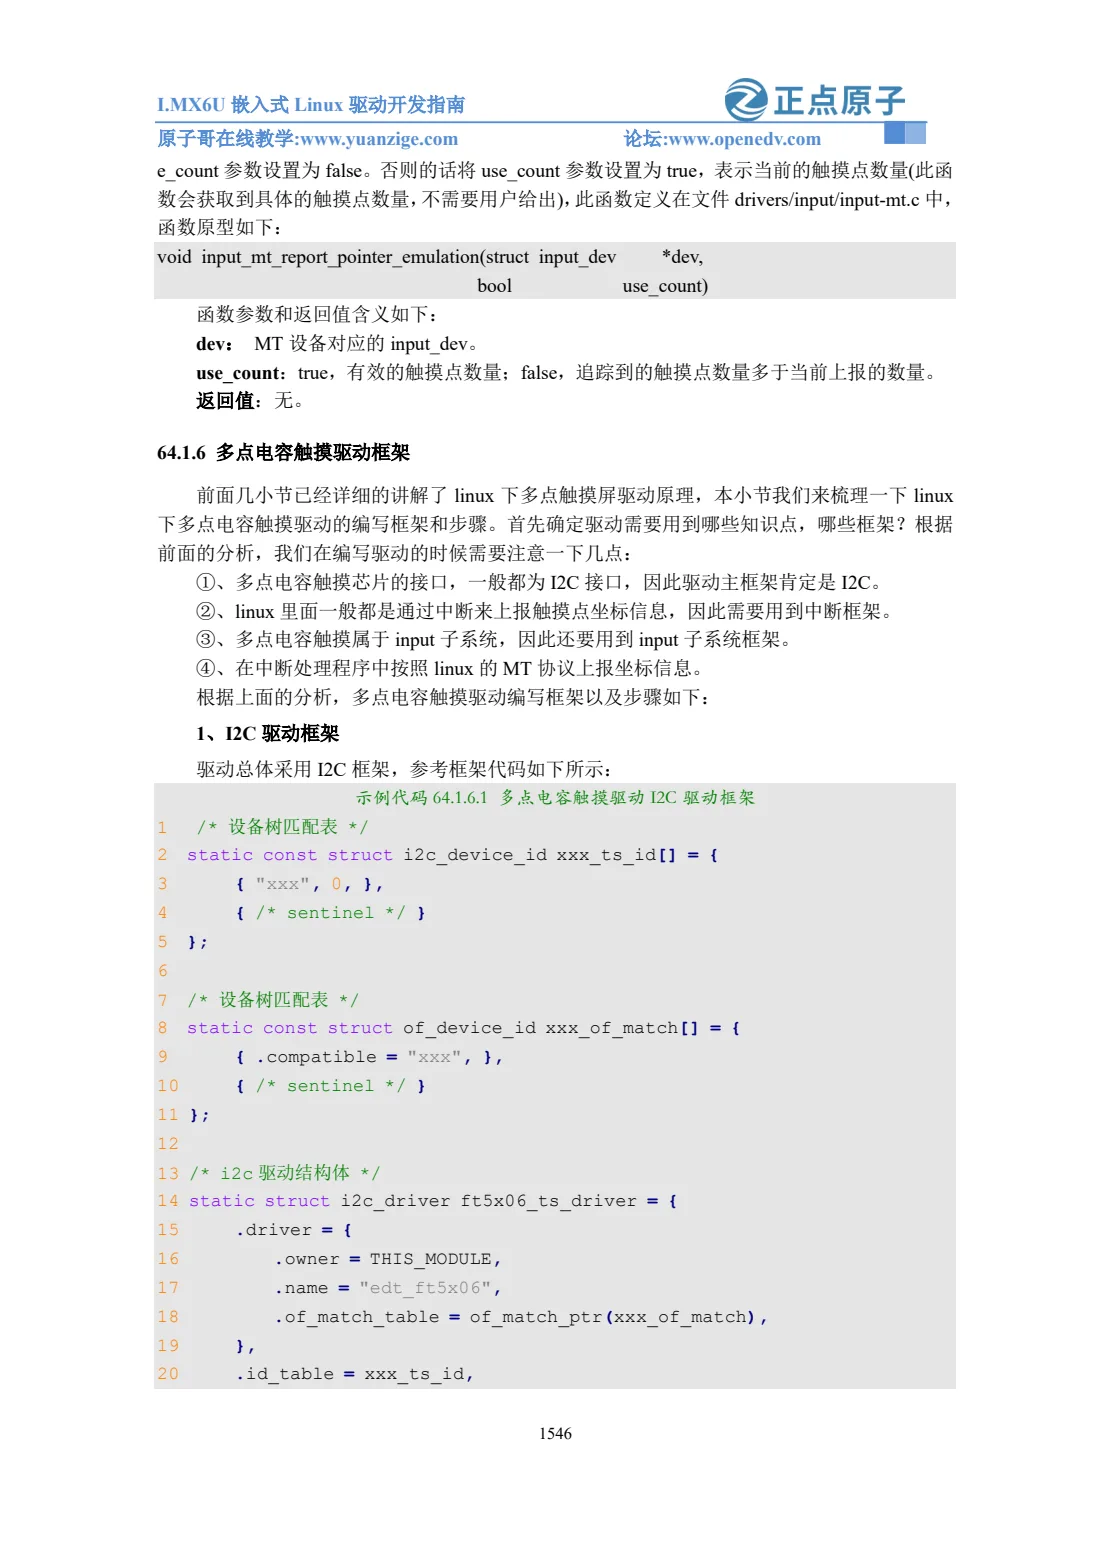 I.MX6U 嵌入式 Linux 驱动开发指南
正点原子
原子哥在线教学:www.yuanzige.com 论坛:www.openedv.com
e_count 参数设置为 false。否则的话将 use_count 参数设置为 true，表示当前的触摸点数量(此函
数会获取到具体的触摸点数量，不需要用户给出)，此函数定义在文件 drivers/input/input-mt.c 中，
函数原型如下：
void input_mt_report_pointer_emulation(struct input_dev *dev,
bool use_count)
函数参数和返回值含义如下：
dev： MT 设备对应的 input_dev。
use_count：true，有效的触摸点数量；false，追踪到的触摸点数量多于当前上报的数量。
返回值：无。
64.1.6 多点电容触摸驱动框架
前面几小节已经详细的讲解了 linux 下多点触摸屏驱动原理，本小节我们来梳理一下 linux
下多点电容触摸驱动的编写框架和步骤。首先确定驱动需要用到哪些知识点，哪些框架？根据
前面的分析，我们在编写驱动的时候需要注意一下几点：
①、多点电容触摸芯片的接口，一般都为 I2C 接口，因此驱动主框架肯定是 I2C。
②、linux 里面一般都是通过中断来上报触摸点坐标信息，因此需要用到中断框架。
③、多点电容触摸属于 input 子系统，因此还要用到 input 子系统框架。
④、在中断处理程序中按照 linux 的 MT 协议上报坐标信息。
根据上面的分析，多点电容触摸驱动编写框架以及步骤如下：
1、I2C 驱动框架
驱动总体采用 I2C 框架，参考框架代码如下所示：
示例代码 64.1.6.1 多点电容触摸驱动 I2C 驱动框架
1 /* 设备树匹配表 */
2 static const struct i2c_device_id xxx_ts_id[] = {
3 { "xxx", 0, },
4 { /* sentinel */ }
5 };
6
7 /* 设备树匹配表 */
8 static const struct of_device_id xxx_of_match[] = {
9 { .compatible = "xxx", },
10 { /* sentinel */ }
11 };
12
13 /* i2c 驱动结构体 */
14 static struct i2c_driver ft5x06_ts_driver = {
15 .driver = {
16 .owner = THIS_MODULE,
17 .name = "edt_ft5x06",
18 .of_match_table = of_match_ptr(xxx_of_match),
19 },
20 .id_table = xxx_ts_id,
1546